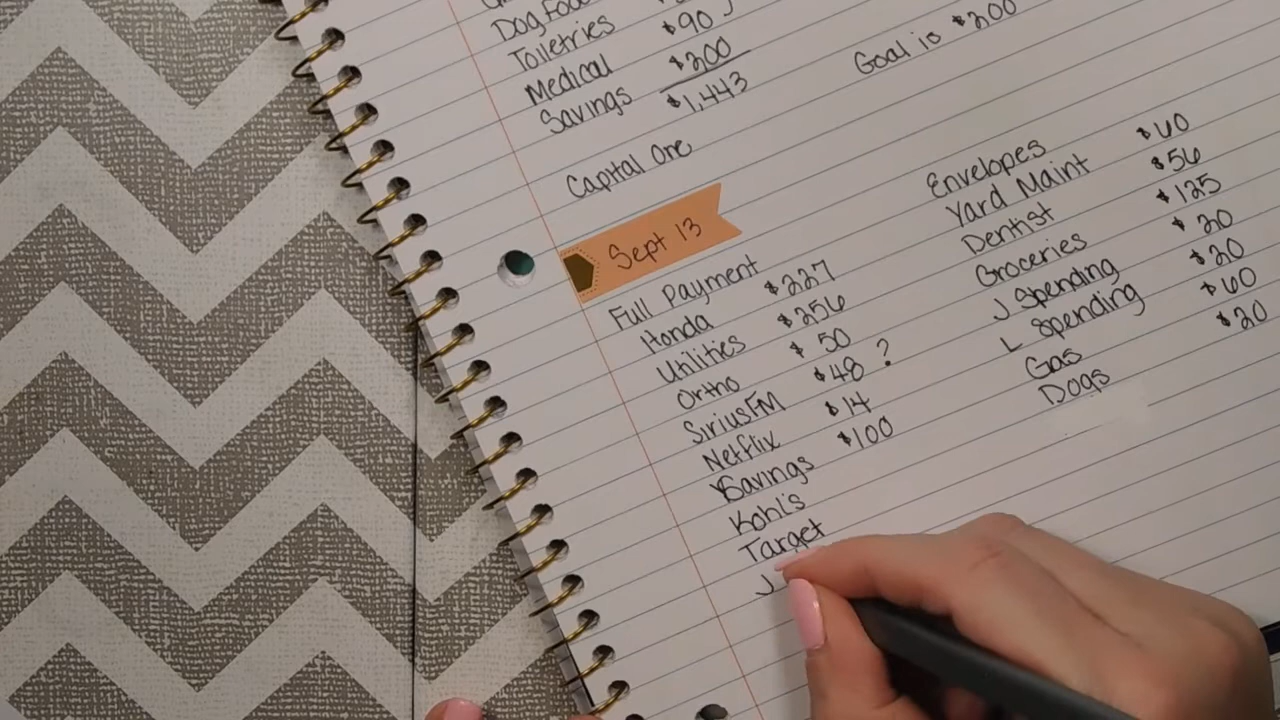 Dog Food
Toiletries
Medical $90
Savings $200
$1,443
Goal is $200
Capital One
Sept 13
Full Payment
Honda $227
Utilities $256
Ortho $50
SiriusFM $48 ?
Netflix $14
Savings $100
Kohl's
Target
J
Envelopes
Yard Maint $40
Dentist $56
Groceries $125
J Spending $20
L Spending $20
Gas $40
Dogs $20